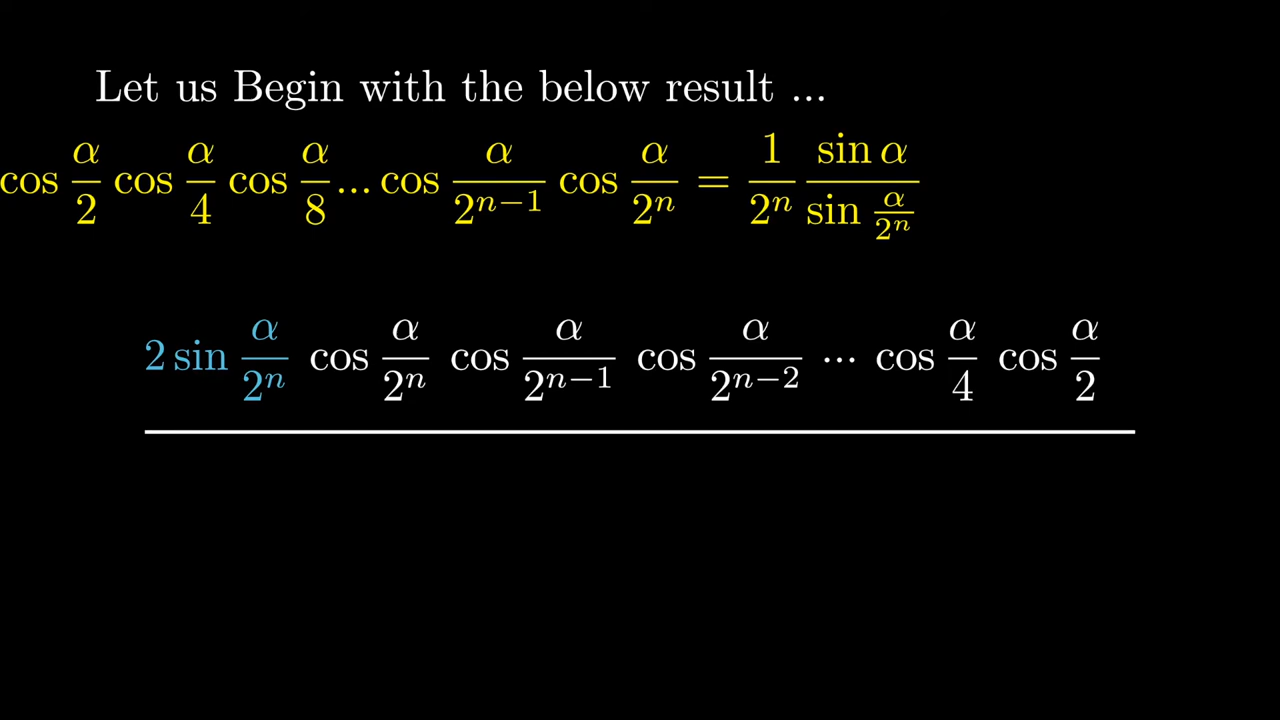 Let us Begin with the below result ...
cos α/2 cos α/4 cos α/8 ... cos α/2^{n−1} cos α/2^n = 1/2^n sin α / sin α/2^n
2 sin α/2^n cos α/2^n cos α/2^{n−1} cos α/2^{n−2} ... cos α/4 cos α/2